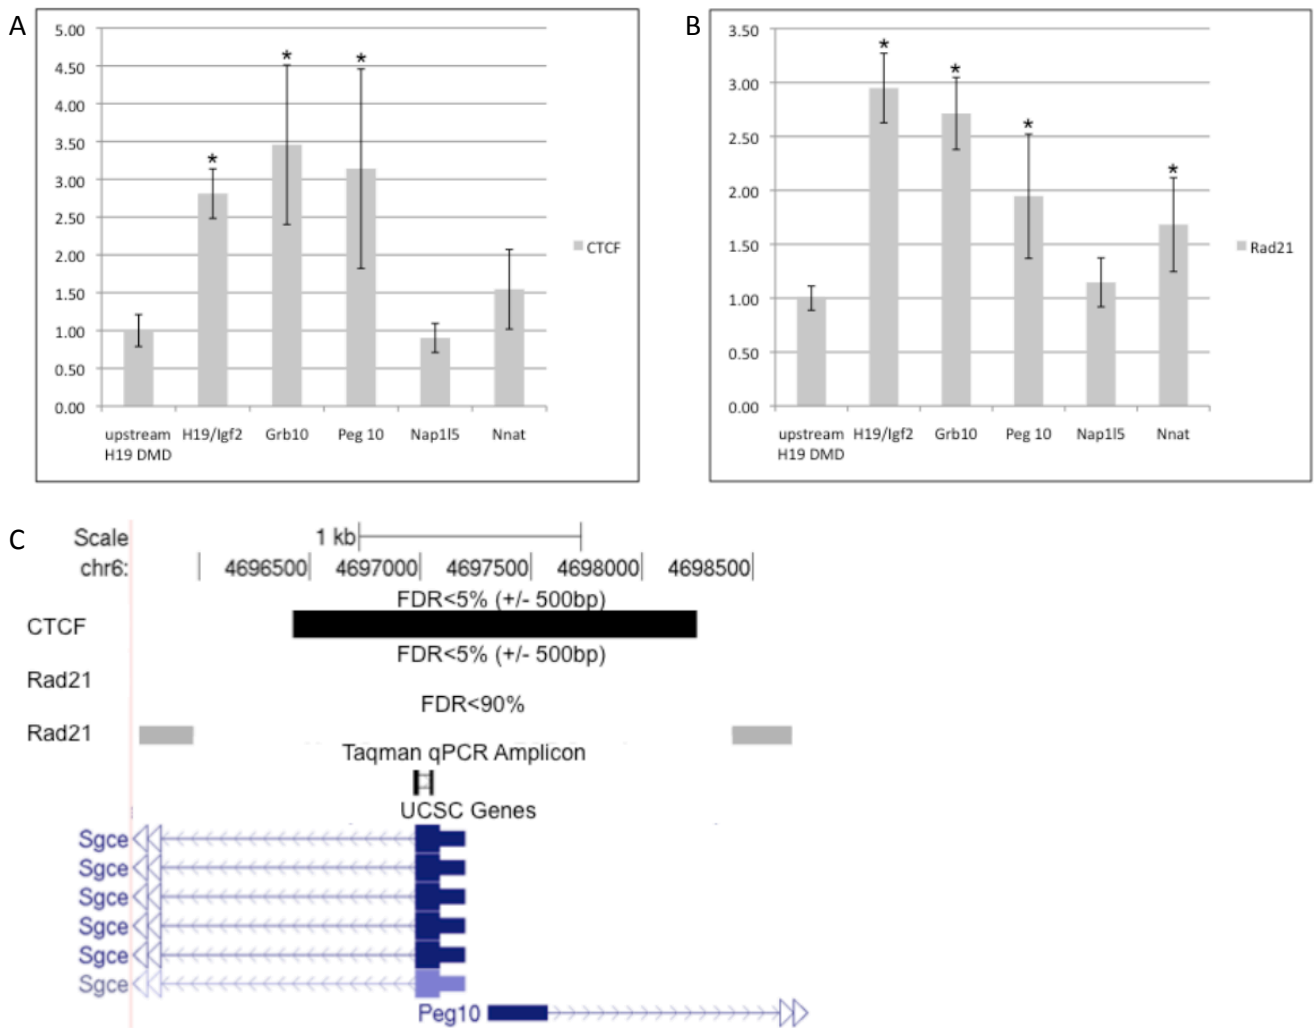 A
5.00
4.50
4.00
3.50
3.00
2.50
2.00
1.50
1.00
0.50
0.00
* * *
upstream H19/Igf2 Grb10 Peg 10 Nap1l5 Nnat
H19 DMD
CTCF
B
3.50
3.00
2.50
2.00
1.50
1.00
0.50
0.00
* * * *
upstream H19/Igf2 Grb10 Peg 10 Nap1l5 Nnat
H19 DMD
Rad21
C
Scale 1 kb
chr6: 4696500 4697000 4697500 4698000 4698500
FDR<5% (+/- 500bp)
CTCF
FDR<5% (+/- 500bp)
Rad21
FDR<90%
Rad21
Taqman qPCR Amplicon
UCSC Genes
Sgce
Sgce
Sgce
Sgce
Sgce
Sgce
Peg10